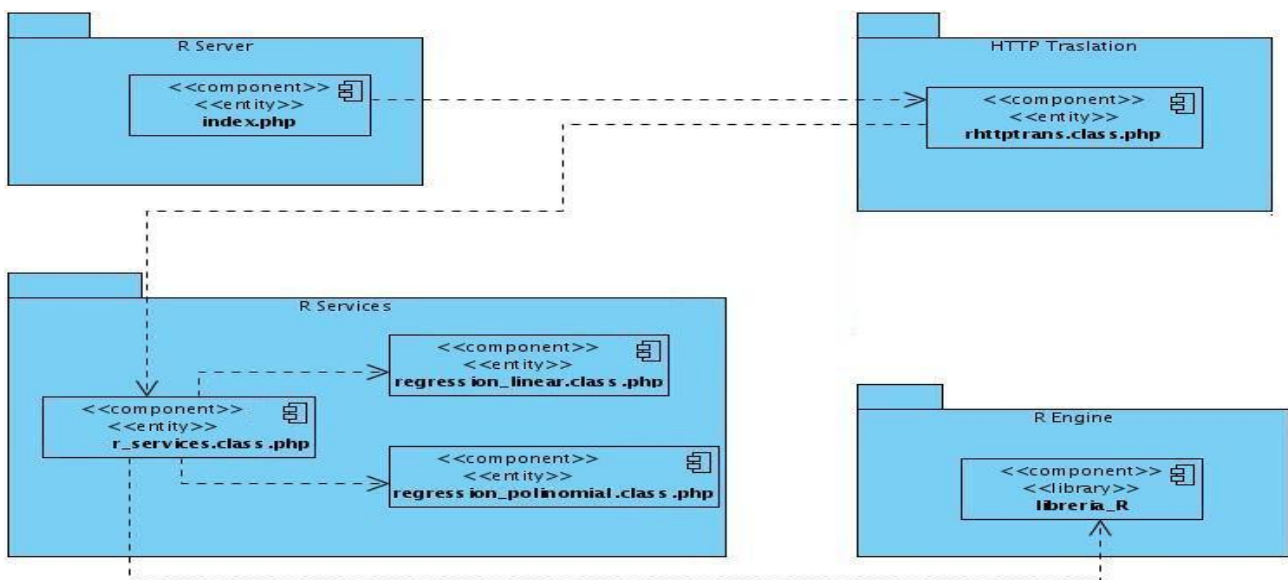 R Server
<<component>>
<<entity>>
index.php
HTTP Traslation
<<component>>
<<entity>>
rhttptrans.class.php
R Services
<<component>>
<<entity>>
regression_linear.class.php
<<component>>
<<entity>>
r_services.class.php
<<component>>
<<entity>>
regression_polinomial.class.php
R Engine
<<component>>
<<library>>
libreria_R